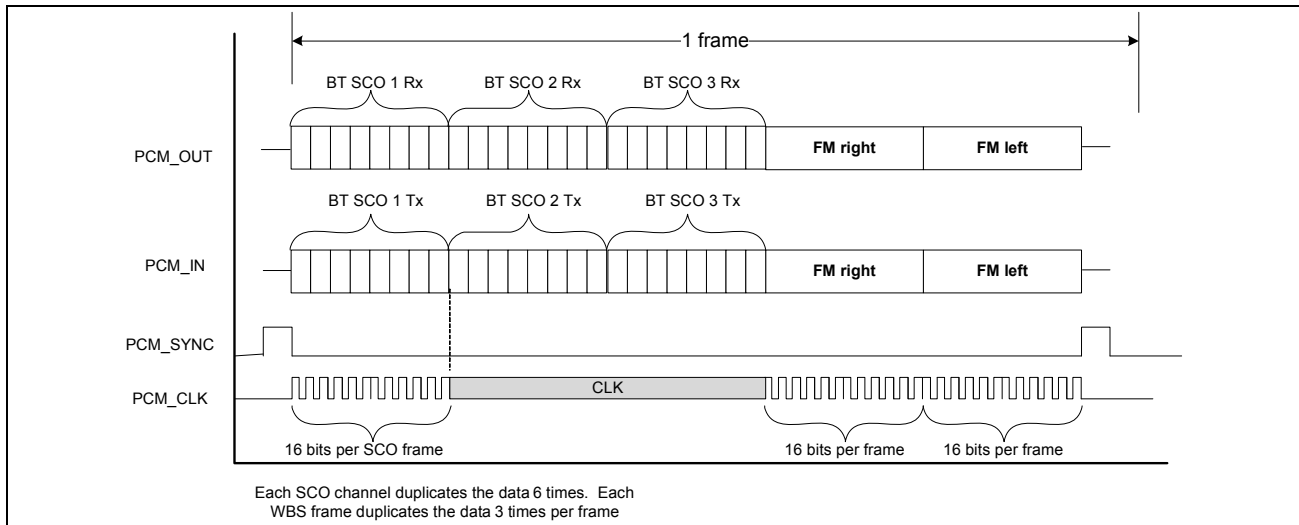 1 frame
BT SCO 1 Rx BT SCO 2 Rx BT SCO 3 Rx
PCM_OUT FM right FM left
BT SCO 1 Tx BT SCO 2 Tx BT SCO 3 Tx
PCM_IN FM right FM left
PCM_SYNC
PCM_CLK CLK
16 bits per SCO frame 16 bits per frame 16 bits per frame
Each SCO channel duplicates the data 6 times. Each
WBS frame duplicates the data 3 times per frame